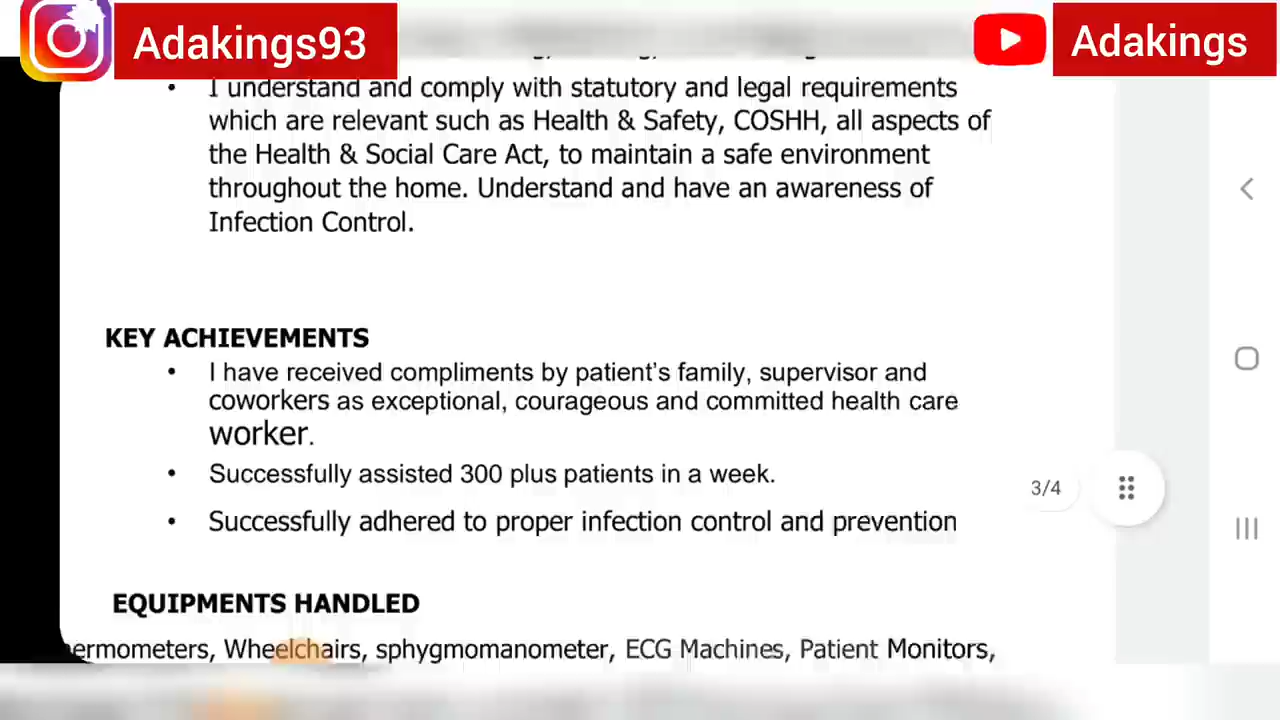 Adakings93
Adakings
I understand and comply with statutory and legal requirements
which are relevant such as Health & Safety, COSHH, all aspects of
the Health & Social Care Act, to maintain a safe environment
throughout the home. Understand and have an awareness of
Infection Control.
KEY ACHIEVEMENTS
• I have received compliments by patient’s family, supervisor and
coworkers as exceptional, courageous and committed health care
worker.
• Successfully assisted 300 plus patients in a week.
3/4
• Successfully adhered to proper infection control and prevention
EQUIPMENTS HANDLED
Wheelchairs, sphygmomanometer, ECG Machines, Patient Monitors,